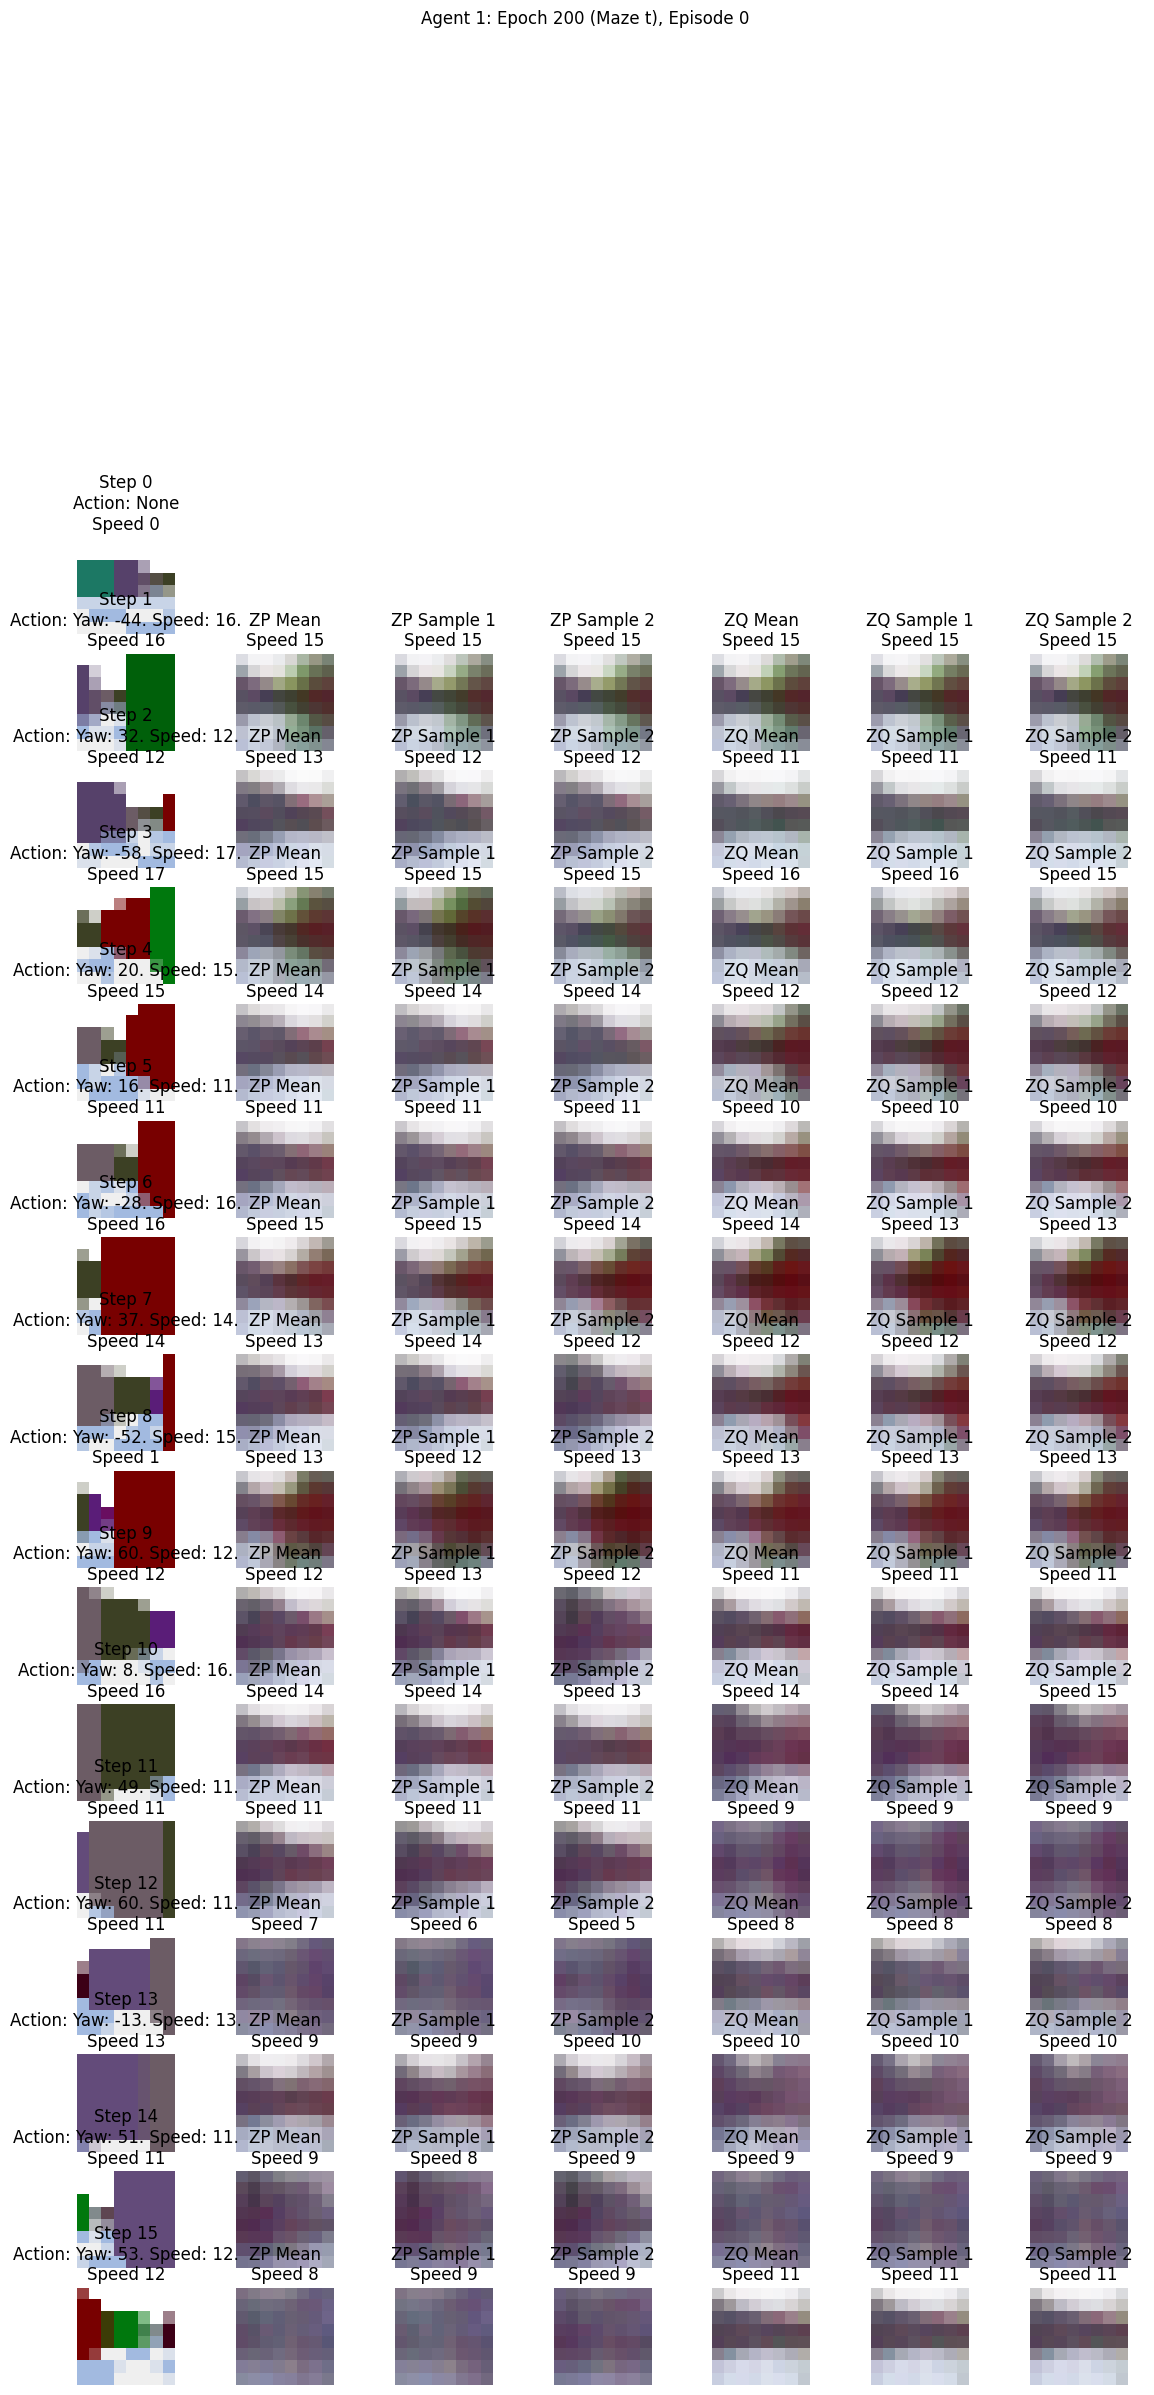 Agent 1: Epoch 200 (Maze t), Episode 0
Step 0
Action: None
Speed 0
Step 1
Action: Yaw: -44. Speed: 16. ZP Mean ZP Sample 1 ZP Sample 2 ZQ Mean ZQ Sample 1 ZQ Sample 2
Speed 16 Speed 15 Speed 15 Speed 15 Speed 15 Speed 15 Speed 15
Step 2
Action: Yaw: 32. Speed: 12. ZP Mean ZP Sample 1 ZP Sample 2 ZQ Mean ZQ Sample 1 ZQ Sample 2
Speed 12 Speed 13 Speed 12 Speed 12 Speed 11 Speed 11 Speed 11
Step 3
Action: Yaw: -58. Speed: 17. ZP Mean ZP Sample 1 ZP Sample 2 ZQ Mean ZQ Sample 1 ZQ Sample 2
Speed 17 Speed 15 Speed 15 Speed 15 Speed 16 Speed 16 Speed 15
Step 4
Action: Yaw: 20. Speed: 15. ZP Mean ZP Sample 1 ZP Sample 2 ZQ Mean ZQ Sample 1 ZQ Sample 2
Speed 15 Speed 14 Speed 14 Speed 14 Speed 12 Speed 12 Speed 12
Step 5
Action: Yaw: 16. Speed: 11. ZP Mean ZP Sample 1 ZP Sample 2 ZQ Mean ZQ Sample 1 ZQ Sample 2
Speed 11 Speed 11 Speed 11 Speed 11 Speed 10 Speed 10 Speed 10
Step 6
Action: Yaw: -28. Speed: 16. ZP Mean ZP Sample 1 ZP Sample 2 ZQ Mean ZQ Sample 1 ZQ Sample 2
Speed 16 Speed 15 Speed 15 Speed 14 Speed 14 Speed 13 Speed 13
Step 7
Action: Yaw: 37. Speed: 14. ZP Mean ZP Sample 1 ZP Sample 2 ZQ Mean ZQ Sample 1 ZQ Sample 2
Speed 14 Speed 13 Speed 14 Speed 12 Speed 12 Speed 12 Speed 12
Step 8
Action: Yaw: -52. Speed: 15. ZP Mean ZP Sample 1 ZP Sample 2 ZQ Mean ZQ Sample 1 ZQ Sample 2
Speed 1 Speed 13 Speed 12 Speed 13 Speed 13 Speed 13 Speed 13
Step 9
Action: Yaw: 60. Speed: 12. ZP Mean ZP Sample 1 ZP Sample 2 ZQ Mean ZQ Sample 1 ZQ Sample 2
Speed 12 Speed 12 Speed 13 Speed 12 Speed 11 Speed 11 Speed 11
Step 10
Action: Yaw: 8. Speed: 16. ZP Mean ZP Sample 1 ZP Sample 2 ZQ Mean ZQ Sample 1 ZQ Sample 2
Speed 16 Speed 14 Speed 14 Speed 13 Speed 14 Speed 14 Speed 15
Step 11
Action: Yaw: 49. Speed: 11. ZP Mean ZP Sample 1 ZP Sample 2 ZQ Mean ZQ Sample 1 ZQ Sample 2
Speed 11 Speed 11 Speed 11 Speed 11 Speed 9 Speed 9 Speed 9
Step 12
Action: Yaw: 60. Speed: 11. ZP Mean ZP Sample 1 ZP Sample 2 ZQ Mean ZQ Sample 1 ZQ Sample 2
Speed 11 Speed 7 Speed 6 Speed 5 Speed 8 Speed 8 Speed 8
Step 13
Action: Yaw: -13. Speed: 13. ZP Mean ZP Sample 1 ZP Sample 2 ZQ Mean ZQ Sample 1 ZQ Sample 2
Speed 13 Speed 9 Speed 9 Speed 10 Speed 10 Speed 10 Speed 10
Step 14
Action: Yaw: 51. Speed: 11. ZP Mean ZP Sample 1 ZP Sample 2 ZQ Mean ZQ Sample 1 ZQ Sample 2
Speed 11 Speed 9 Speed 8 Speed 9 Speed 9 Speed 9 Speed 9
Step 15
Action: Yaw: 53. Speed: 12. ZP Mean ZP Sample 1 ZP Sample 2 ZQ Mean ZQ Sample 1 ZQ Sample 2
Speed 12 Speed 8 Speed 9 Speed 9 Speed 11 Speed 11 Speed 11